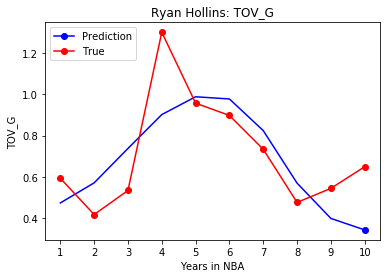 Ryan Hollins: TOV_G
Prediction
True
TOV_G
1.2
1.0
0.8
0.6
0.4
1 2 3 4 5 6 7 8 9 10
Years in NBA